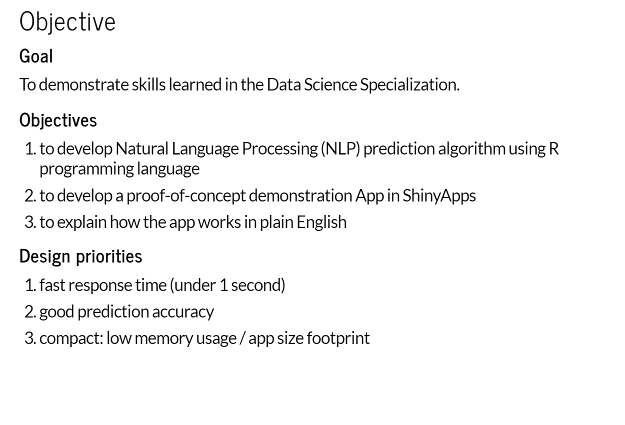 Objective
Goal
To demonstrate skills learned in the Data Science Specialization.
Objectives
1. to develop Natural Language Processing (NLP) prediction algorithm using R
programming language
2. to develop a proof-of-concept demonstration App in ShinyApps
3. to explain how the app works in plain English
Design priorities
1. fast response time (under 1 second)
2. good prediction accuracy
3. compact: low memory usage / app size footprint